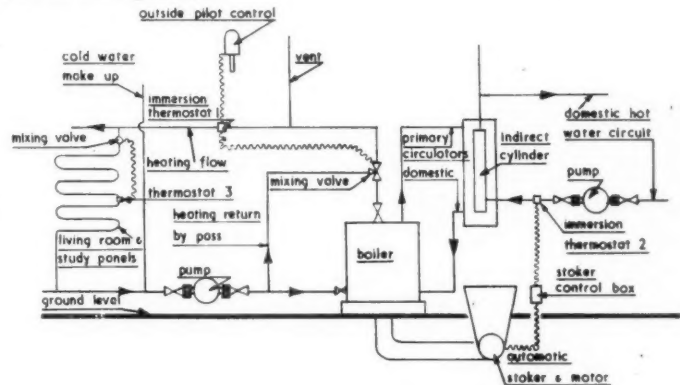 outside pilot control
cold water
make up
vent
immersion
thermostat 1
mixing valve
heating flow
thermostat 3
living room &
study panels
ground level
pump
heating return
by pass
mixing valve
primary
circulators
domestic
boiler
indirect
cylinder
domestic hot
water circuit
pump
immersion
thermostat 2
stoker
control box
automatic
stoker & motor